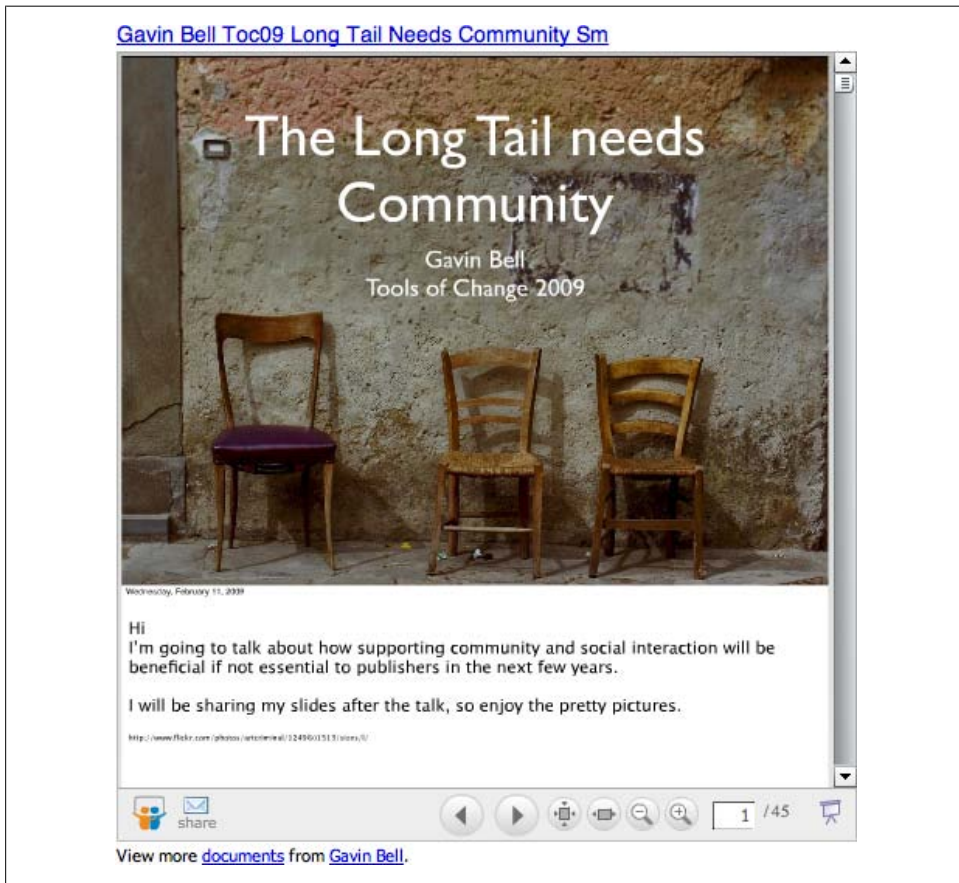 Gavin Bell Toc09 Long Tail Needs Community Sm
The Long Tail needs
Community
Gavin Bell
Tools of Change 2009
Wednesday, February 11, 2009
Hi
I'm going to talk about how supporting community and social interaction will be
beneficial if not essential to publishers in the next few years.
I will be sharing my slides after the talk, so enjoy the pretty pictures.
share
1 /45
View more documents from Gavin Bell.